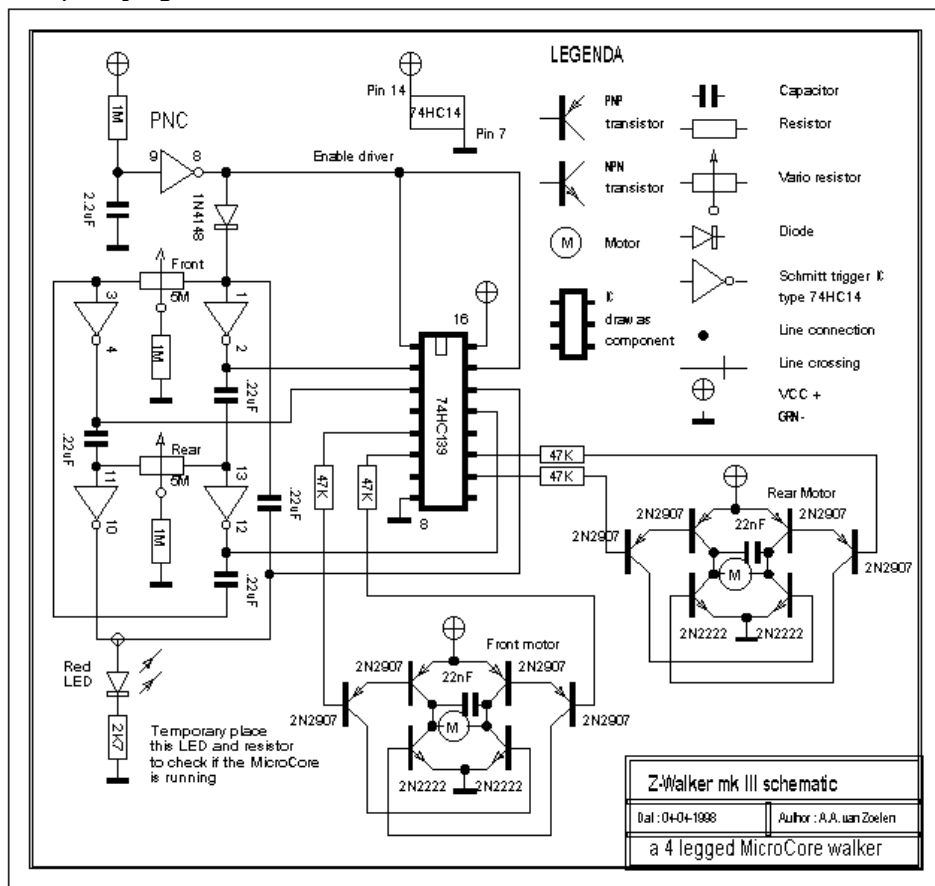 LEGENDA
Pin 14
74HC14
Pin 7
PNP
transistor
NPN
transistor
M
Motor
IC
draw as
component
Capacitor
Resistor
Vario resistor
Diode
Schmitt trigger IC
type 74HC14
Line connection
Line crossing
VCC +
GRN-
1M
PNC
9
8
Enable driver
2.2uF
1N4148
Front
5M
3
1
4
2
1M
.22uF
.22uF
Rear
5M
11
13
10
12
1M
.22uF
.22uF
16
74HC139
8
47K
47K
47K
47K
Rear Motor
2N2907
22nF
2N2907
2N2907
M
2N2907
2N2222
2N2222
Front motor
2N2907
22nF
2N2907
2N2907
M
2N2907
2N2222
2N2222
Red
LED
2K7
Temporary place
this LED and resistor
to check if the MicroCore
is running
Z-Walker mk III schematic
Dat : 04-04-1998
Author : A.A. van Zoelen
a 4 legged MicroCore walker